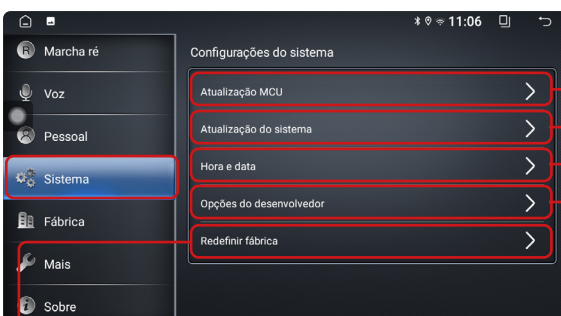 11:06
R Marcha ré
Voz
Pessoal
Sistema
Fábrica
Mais
Sobre
Configurações do sistema
Atualização MCU
Atualização do sistema
Hora e data
Opções do desenvolvedor
Redefinir fábrica